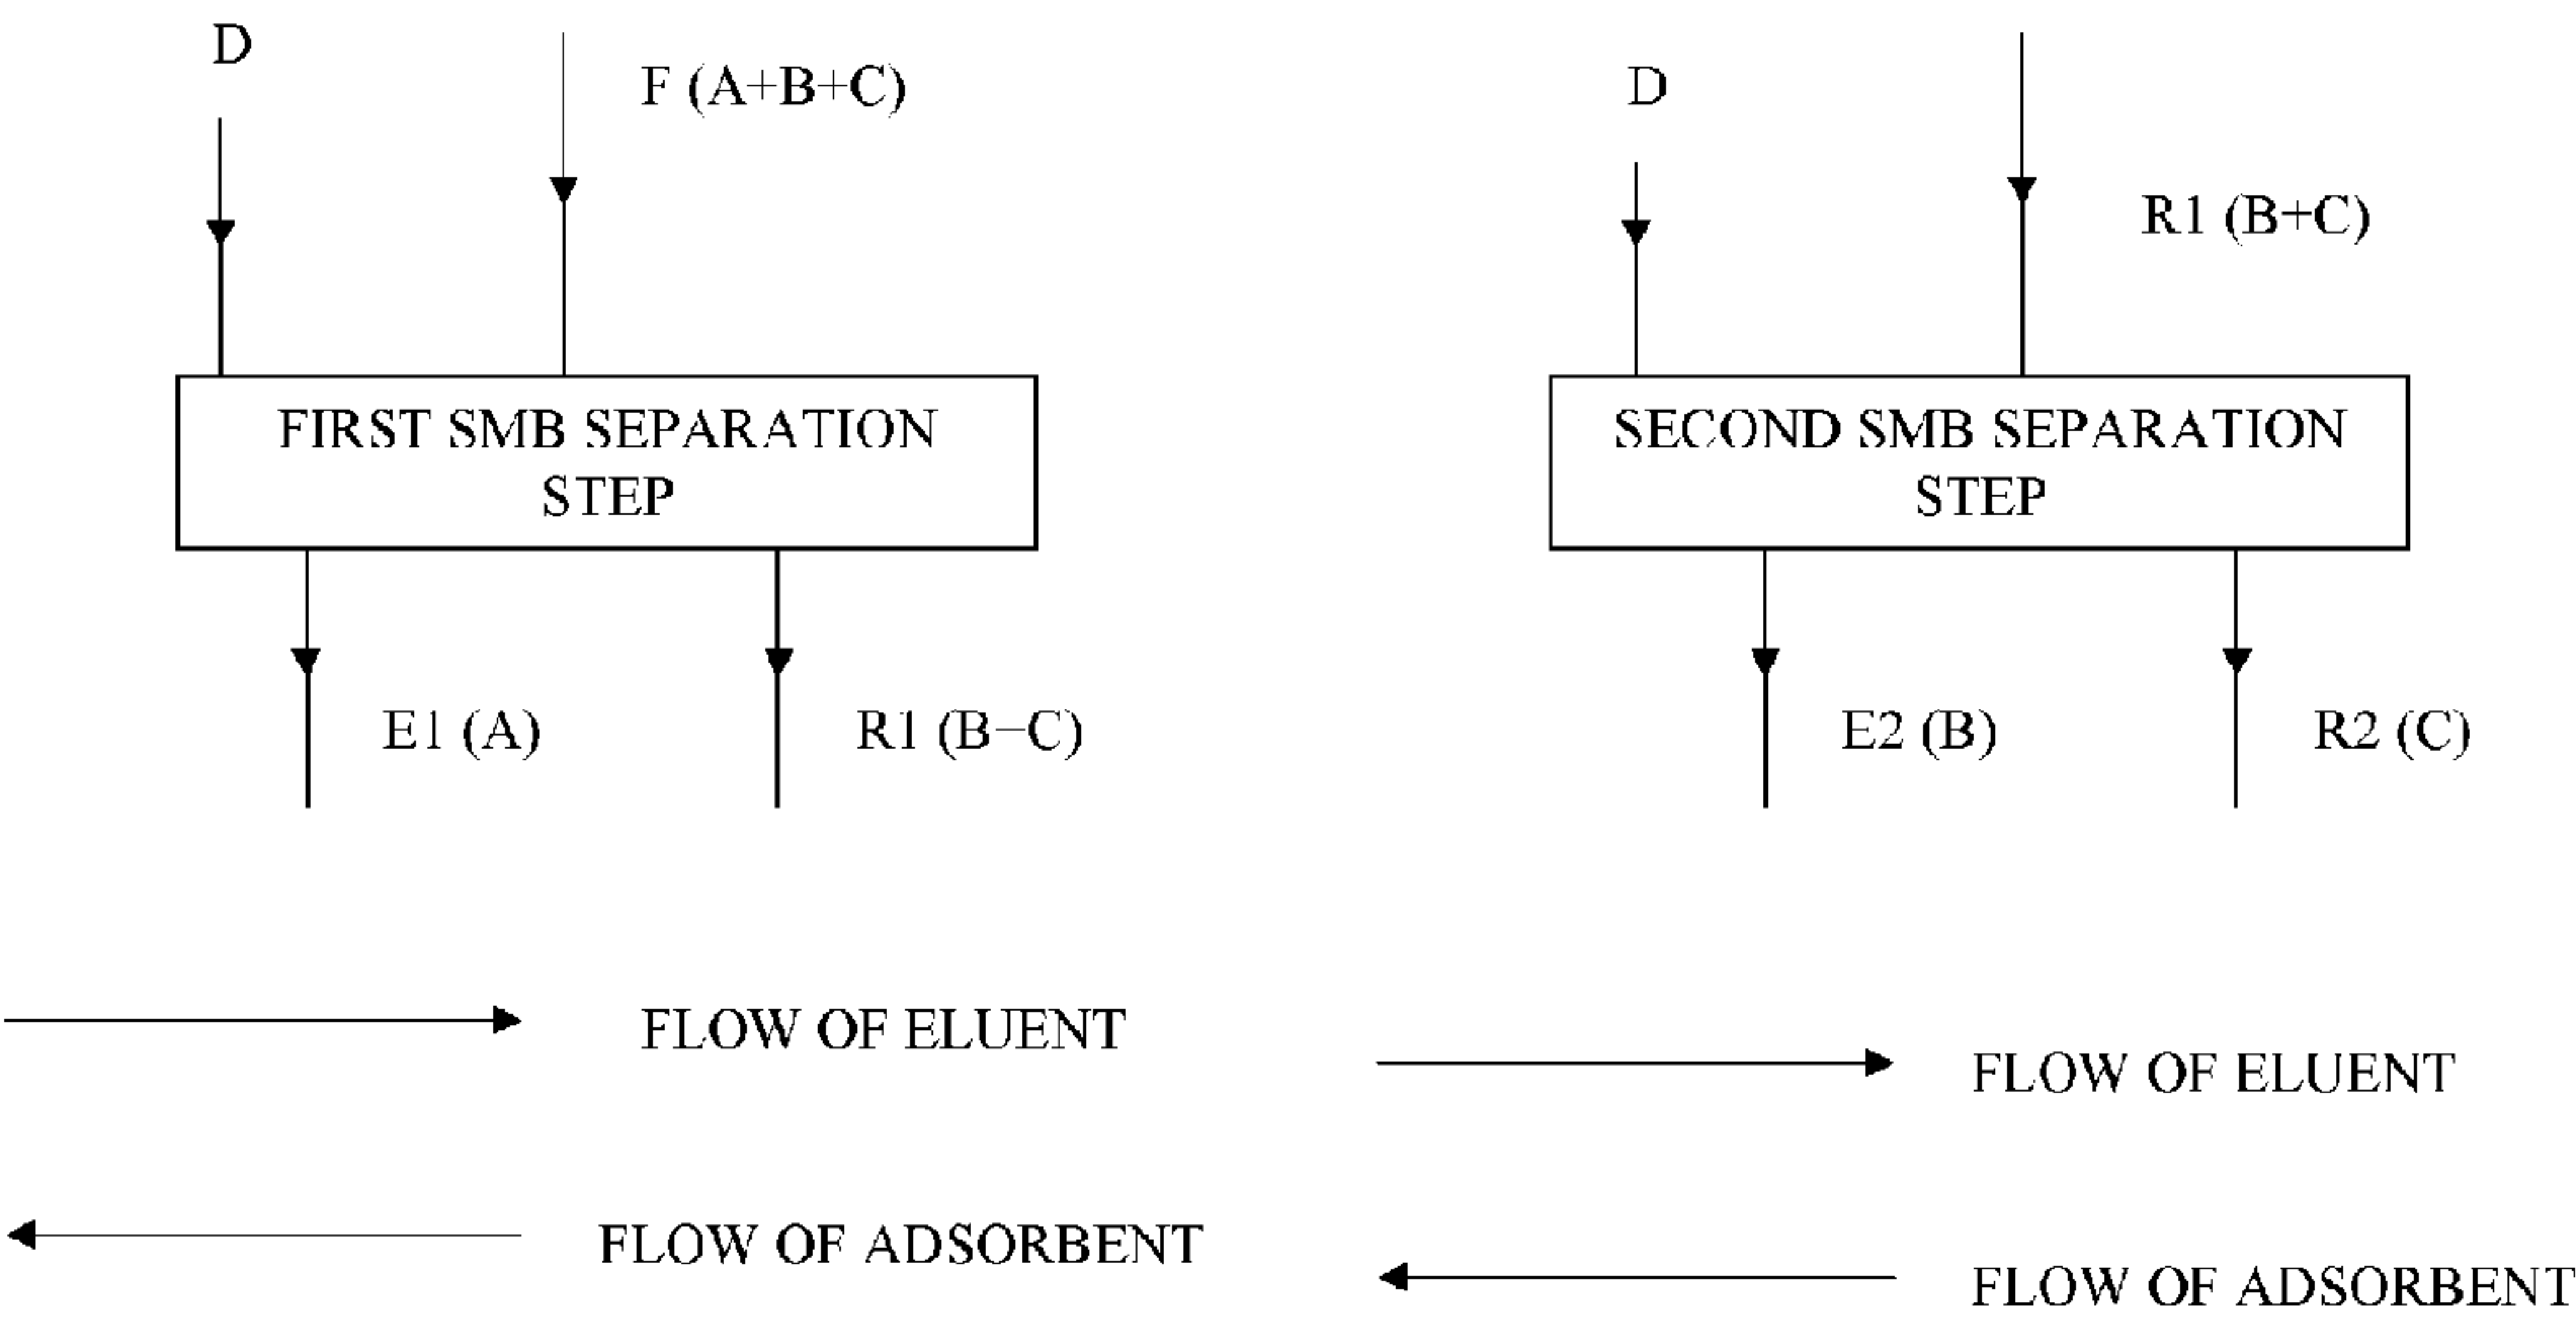 D
F (A+B+C)
FIRST SMB SEPARATION
STEP
E1 (A)
R1 (B−C)
FLOW OF ELUENT
FLOW OF ADSORBENT
D
R1 (B+C)
SECOND SMB SEPARATION
STEP
E2 (B)
R2 (C)
FLOW OF ELUENT
FLOW OF ADSORBENT